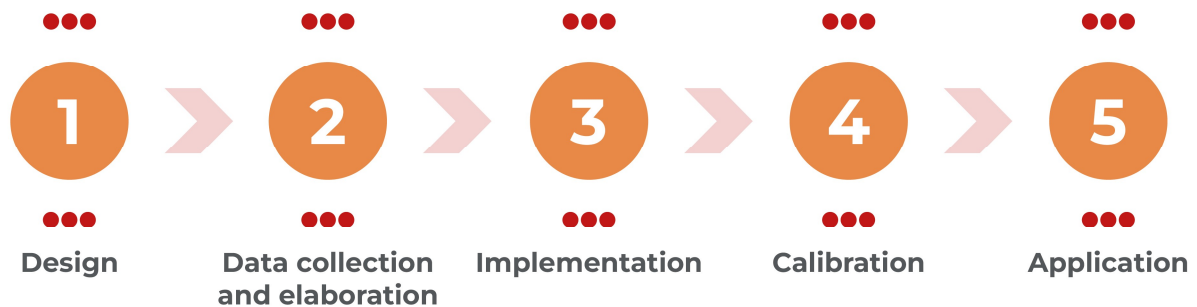 1
2
3
4
5
Design
Data collection
and elaboration
Implementation
Calibration
Application